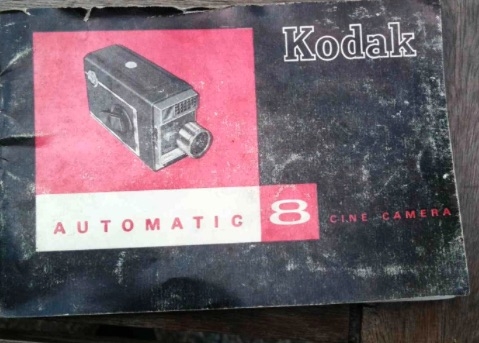 Kodak
AUTOMATIC 8 CINE CAMERA